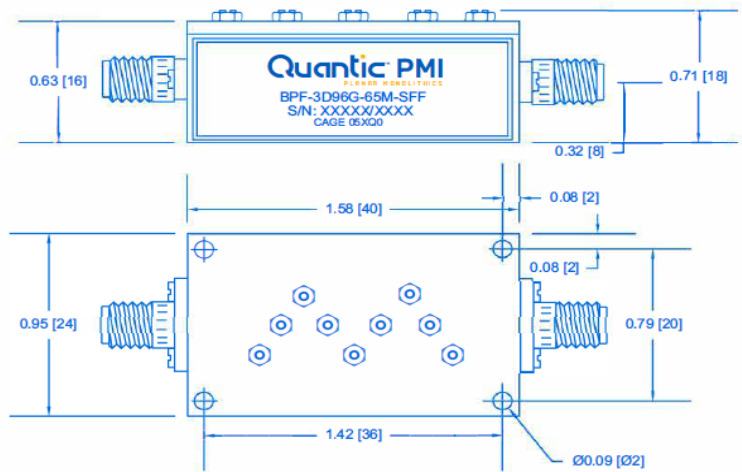 0.63 [16]
Quantic PMI
PLANAR MONOLITHICS
BPF-3D96G-65M-SFF
S/N: XXXXX/XXXX
CAGE 05XQ0
0.71 [18]
0.32 [8]
1.58 [40]
0.08 [2]
0.08 [2]
0.95 [24]
0.79 [20]
1.42 [36]
Ø0.09 [Ø2]